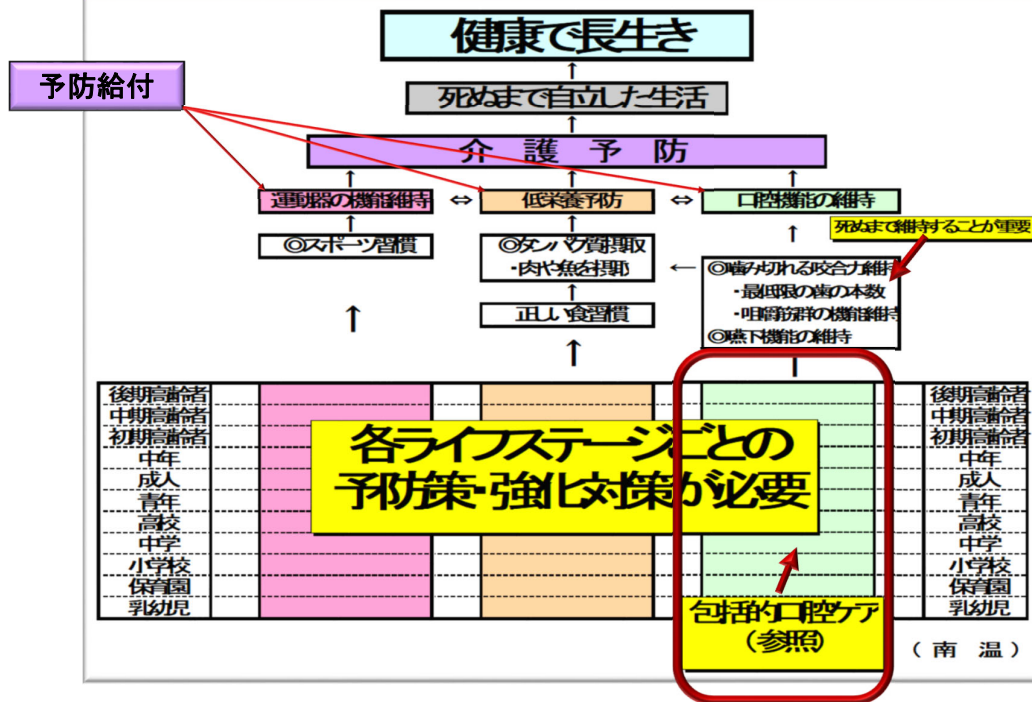 健康で長生き
↑
予防給付
死ぬまで自立した生活
↑
介 護 予 防
↑ ↑ ↑
運動器の機能維持 ⇔ 低栄養予防 ⇔ 口腔機能の維持
↑ ↑ ↑
死ぬまで維持することが重要
◎スポーツ習慣
◎タンパク質摂取
・肉や魚を摂取
←
◎噛み切れる咬合力維持
・最低限の歯の本数
・咀嚼筋群の機能維持
◎嚥下機能の維持
↑
正しい食習慣
↑ ↑ ↑
後期高齢者 後期高齢者
中期高齢者 中期高齢者
初期高齢者 初期高齢者
中年 中年
成人 成人
青年 青年
高校 高校
中学 中学
小学校 小学校
保育園 保育園
乳幼児 乳幼児
各ライフステージごとの
予防策・強化対策が必要
包括的口腔ケア
(参照)
(南 温)